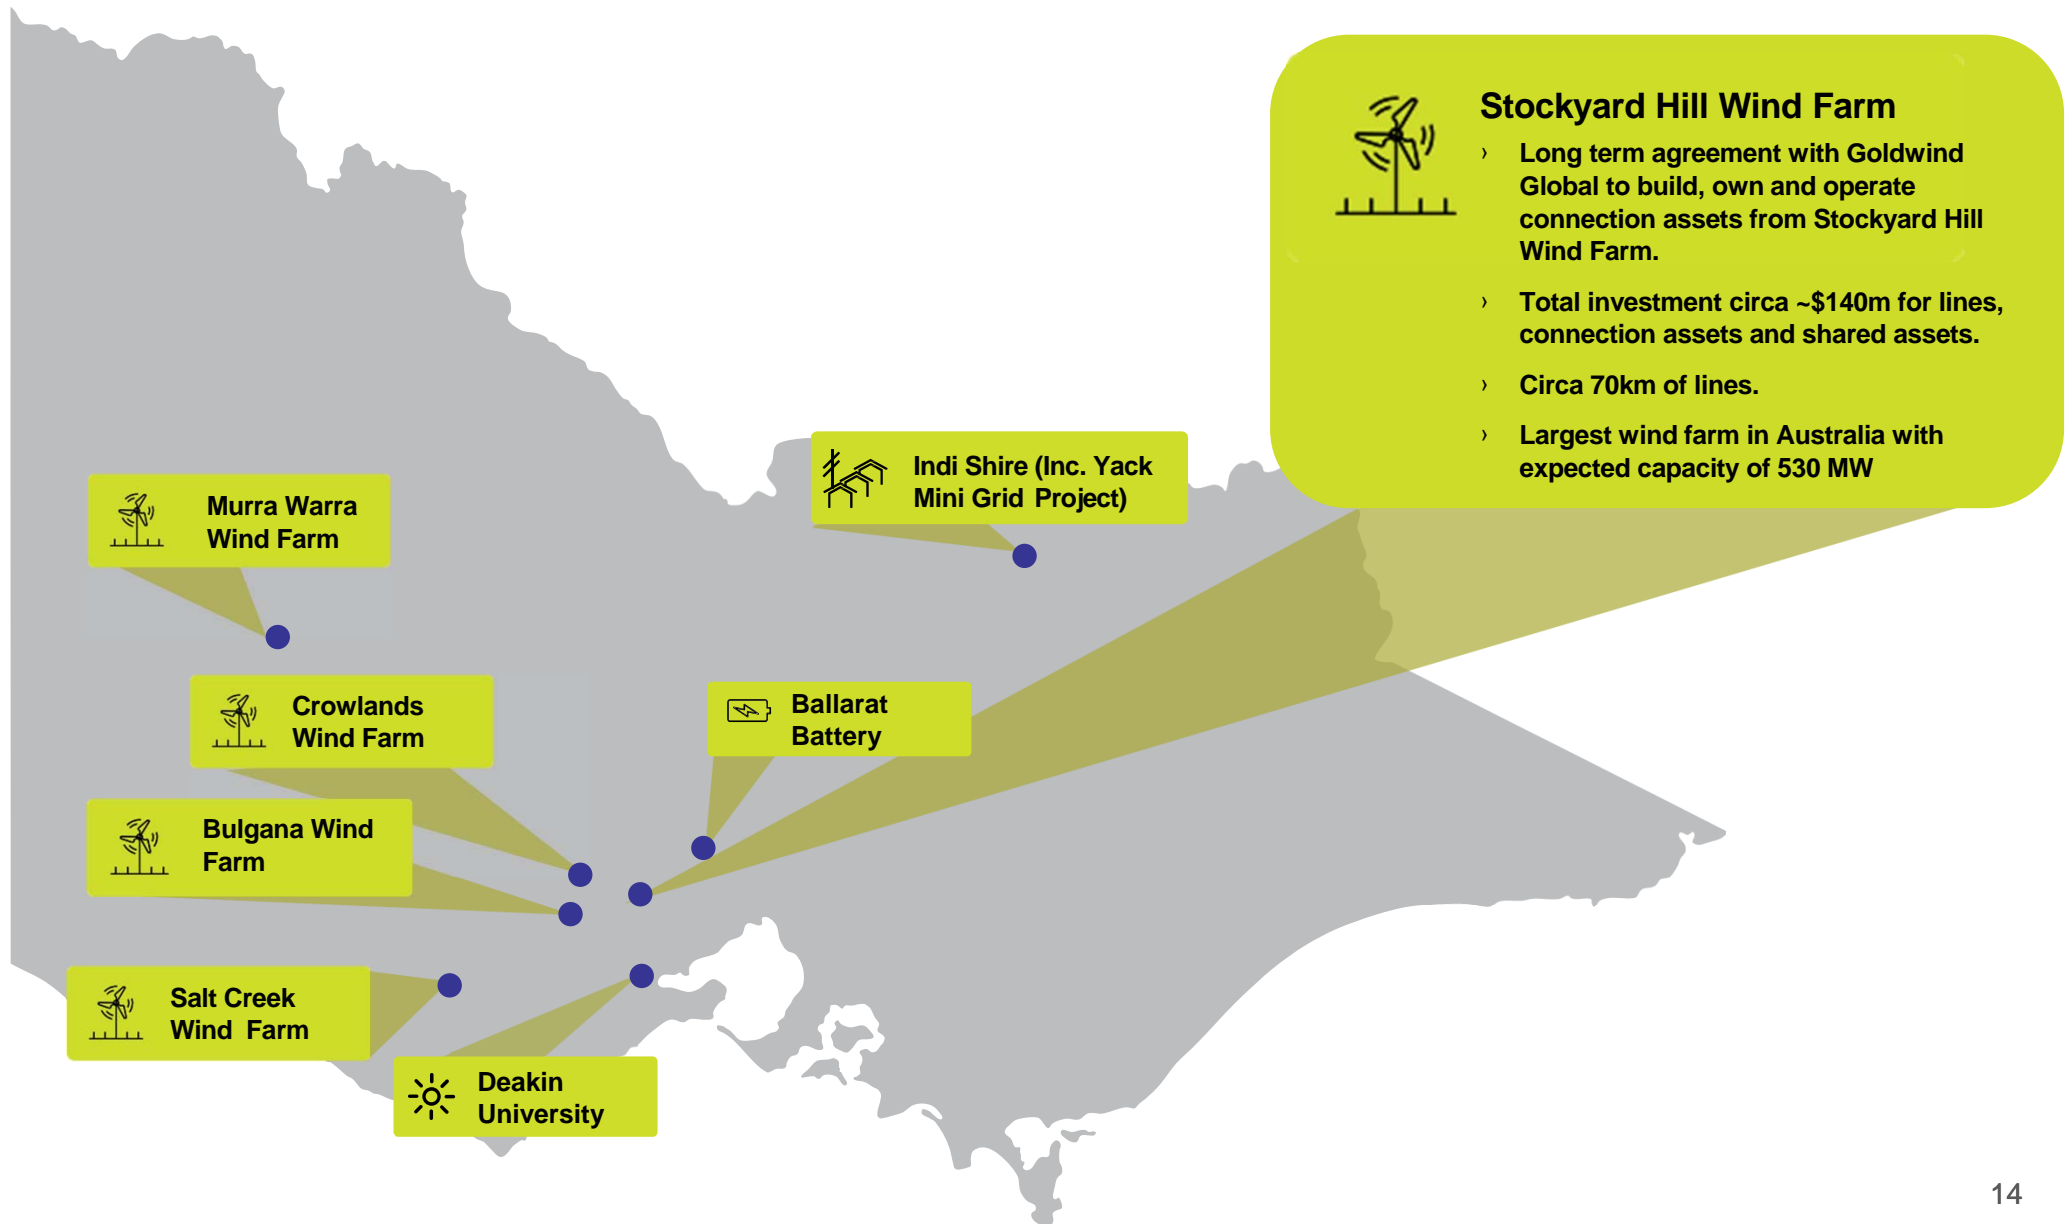 Stockyard Hill Wind Farm
› Long term agreement with Goldwind
Global to build, own and operate
connection assets from Stockyard Hill
Wind Farm.
› Total investment circa ~$140m for lines,
connection assets and shared assets.
› Circa 70km of lines.
› Largest wind farm in Australia with
expected capacity of 530 MW
Indi Shire (Inc. Yack
Mini Grid Project)
Murra Warra
Wind Farm
Crowlands
Wind Farm
Ballarat
Battery
Bulgana Wind
Farm
Salt Creek
Wind Farm
Deakin
University
14